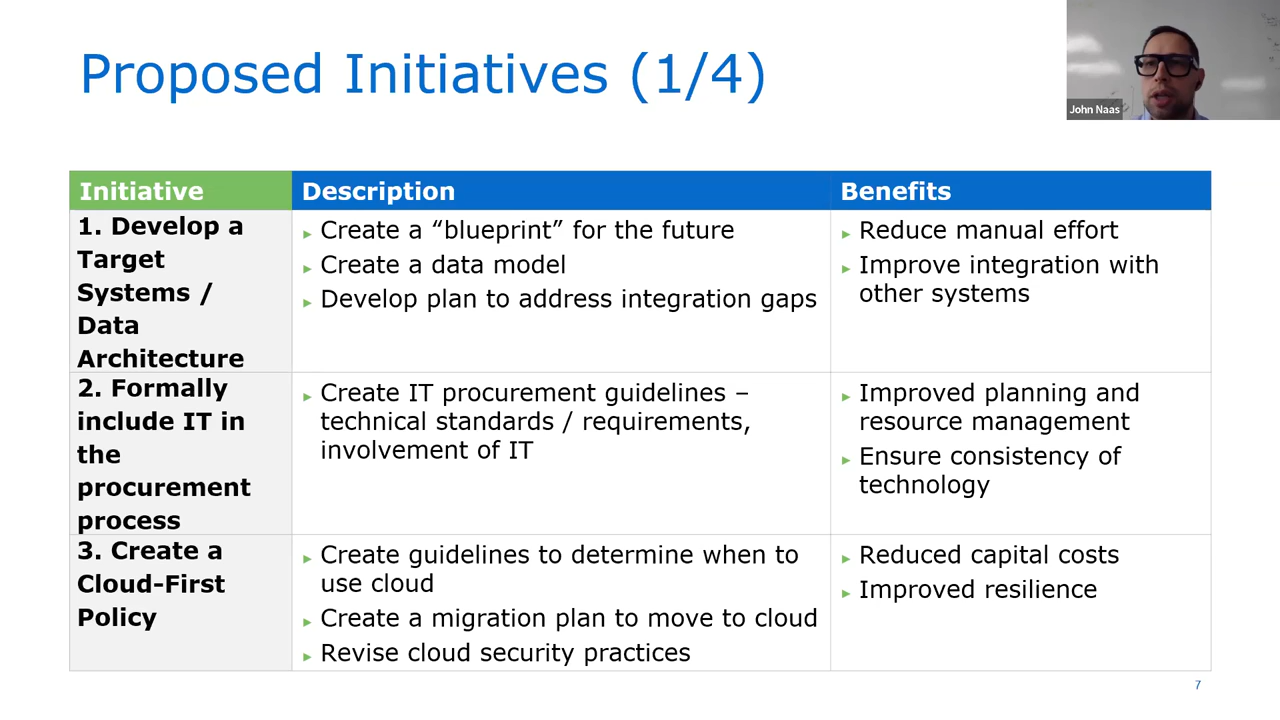 Proposed Initiatives (1/4)
John Naas
Initiative
Description
Benefits
1. Develop a
Target
Systems /
Data
Architecture
▸ Create a “blueprint” for the future
▸ Create a data model
▸ Develop plan to address integration gaps
▸ Reduce manual effort
▸ Improve integration with
other systems
2. Formally
include IT in
the
procurement
process
▸ Create IT procurement guidelines –
technical standards / requirements,
involvement of IT
▸ Improved planning and
resource management
▸ Ensure consistency of
technology
3. Create a
Cloud-First
Policy
▸ Create guidelines to determine when to
use cloud
▸ Create a migration plan to move to cloud
▸ Revise cloud security practices
▸ Reduced capital costs
▸ Improved resilience
7